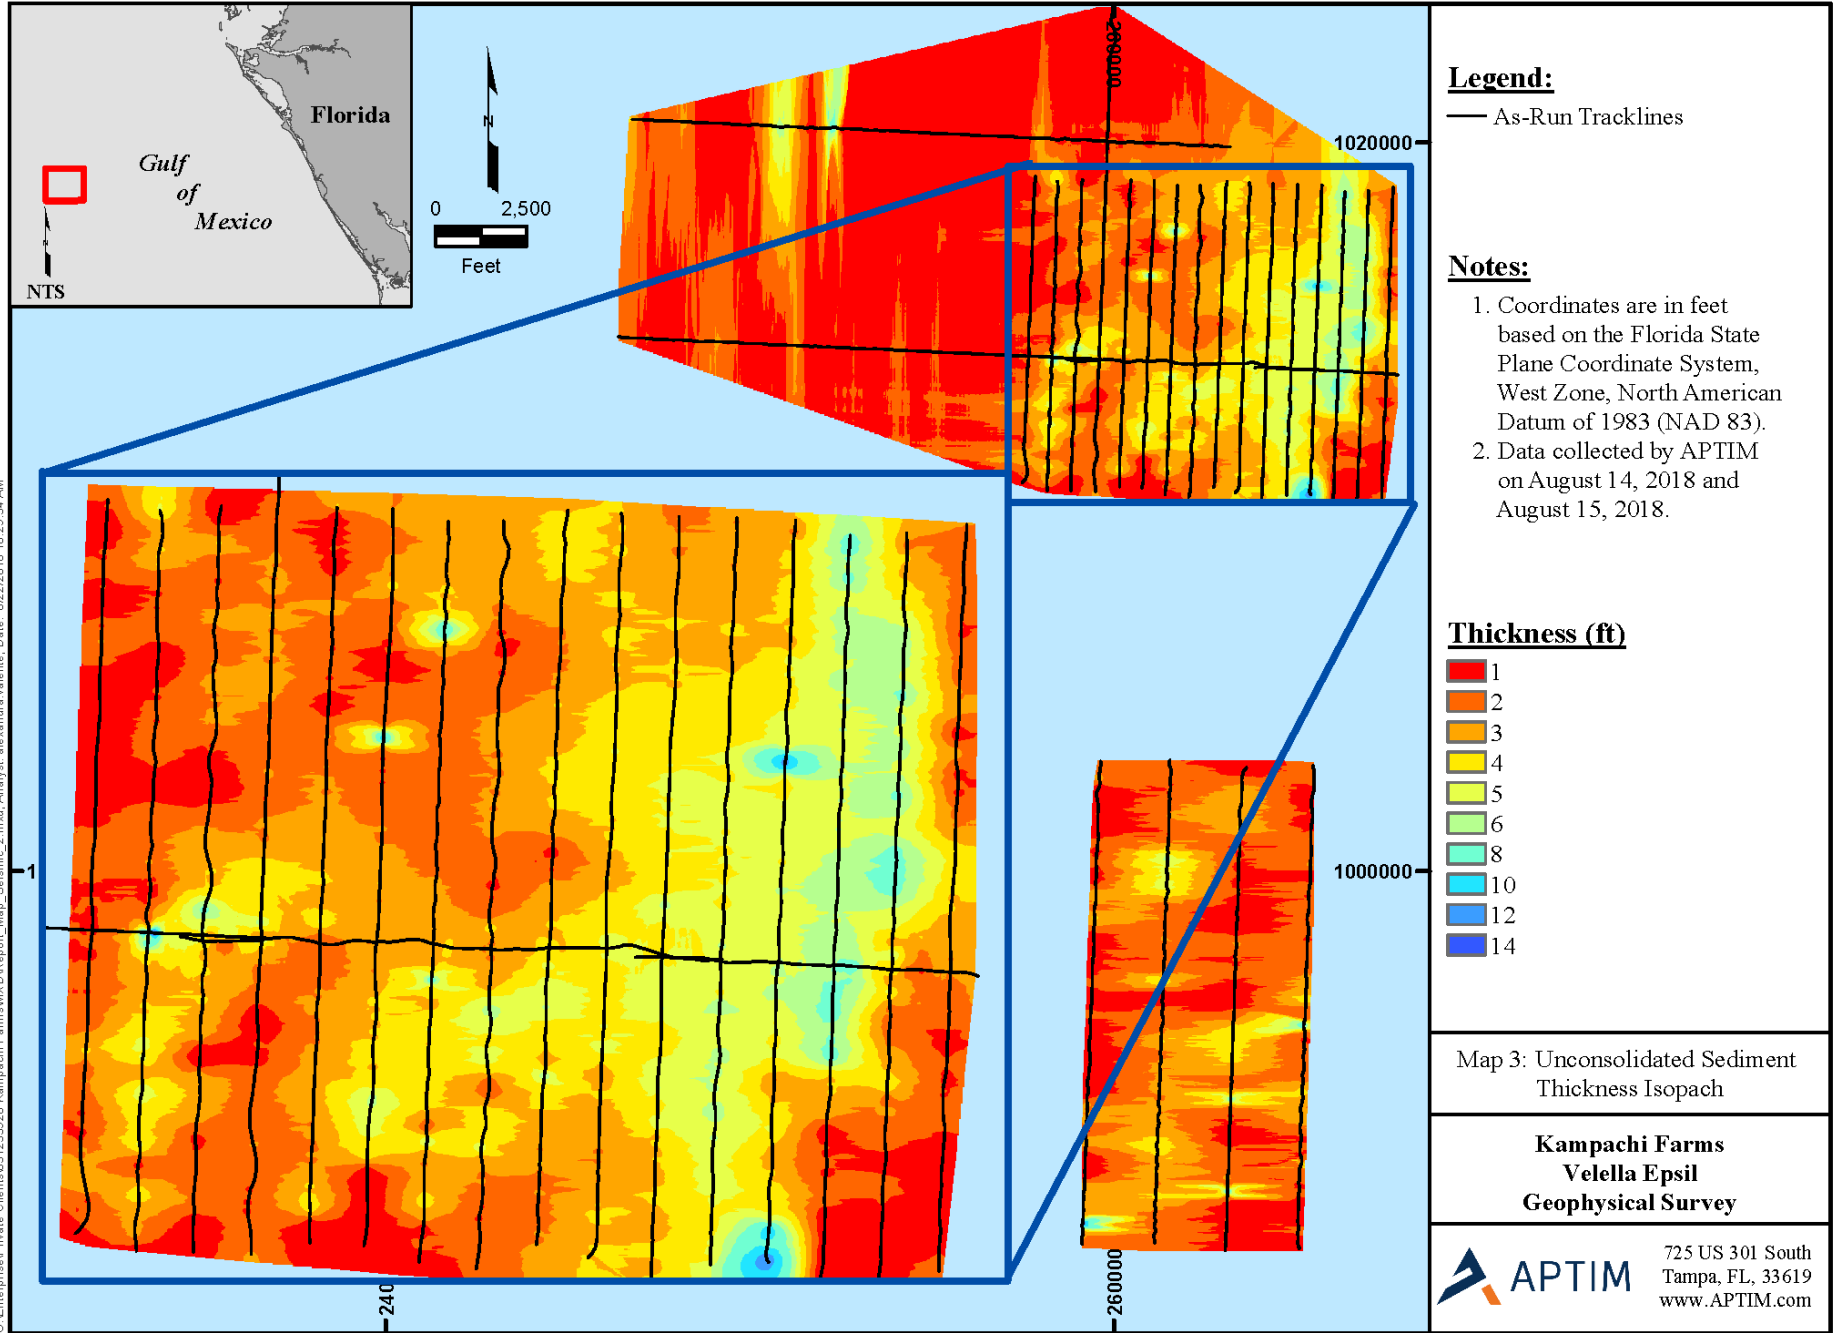 Florida
Gulf
of
Mexico
N
NTS
N
0 2,500
Feet
1020000
1000000
260000
240
1
Legend:
As-Run Tracklines
Notes:
1. Coordinates are in feet
based on the Florida State
Plane Coordinate System,
West Zone, North American
Datum of 1983 (NAD 83).
2. Data collected by APTIM
on August 14, 2018 and
August 15, 2018.
Thickness (ft)
1
2
3
4
5
6
8
10
12
14
Map 3: Unconsolidated Sediment
Thickness Isopach
Kampachi Farms
Velella Epsil
Geophysical Survey
APTIM
725 US 301 South
Tampa, FL, 33619
www.APTIM.com